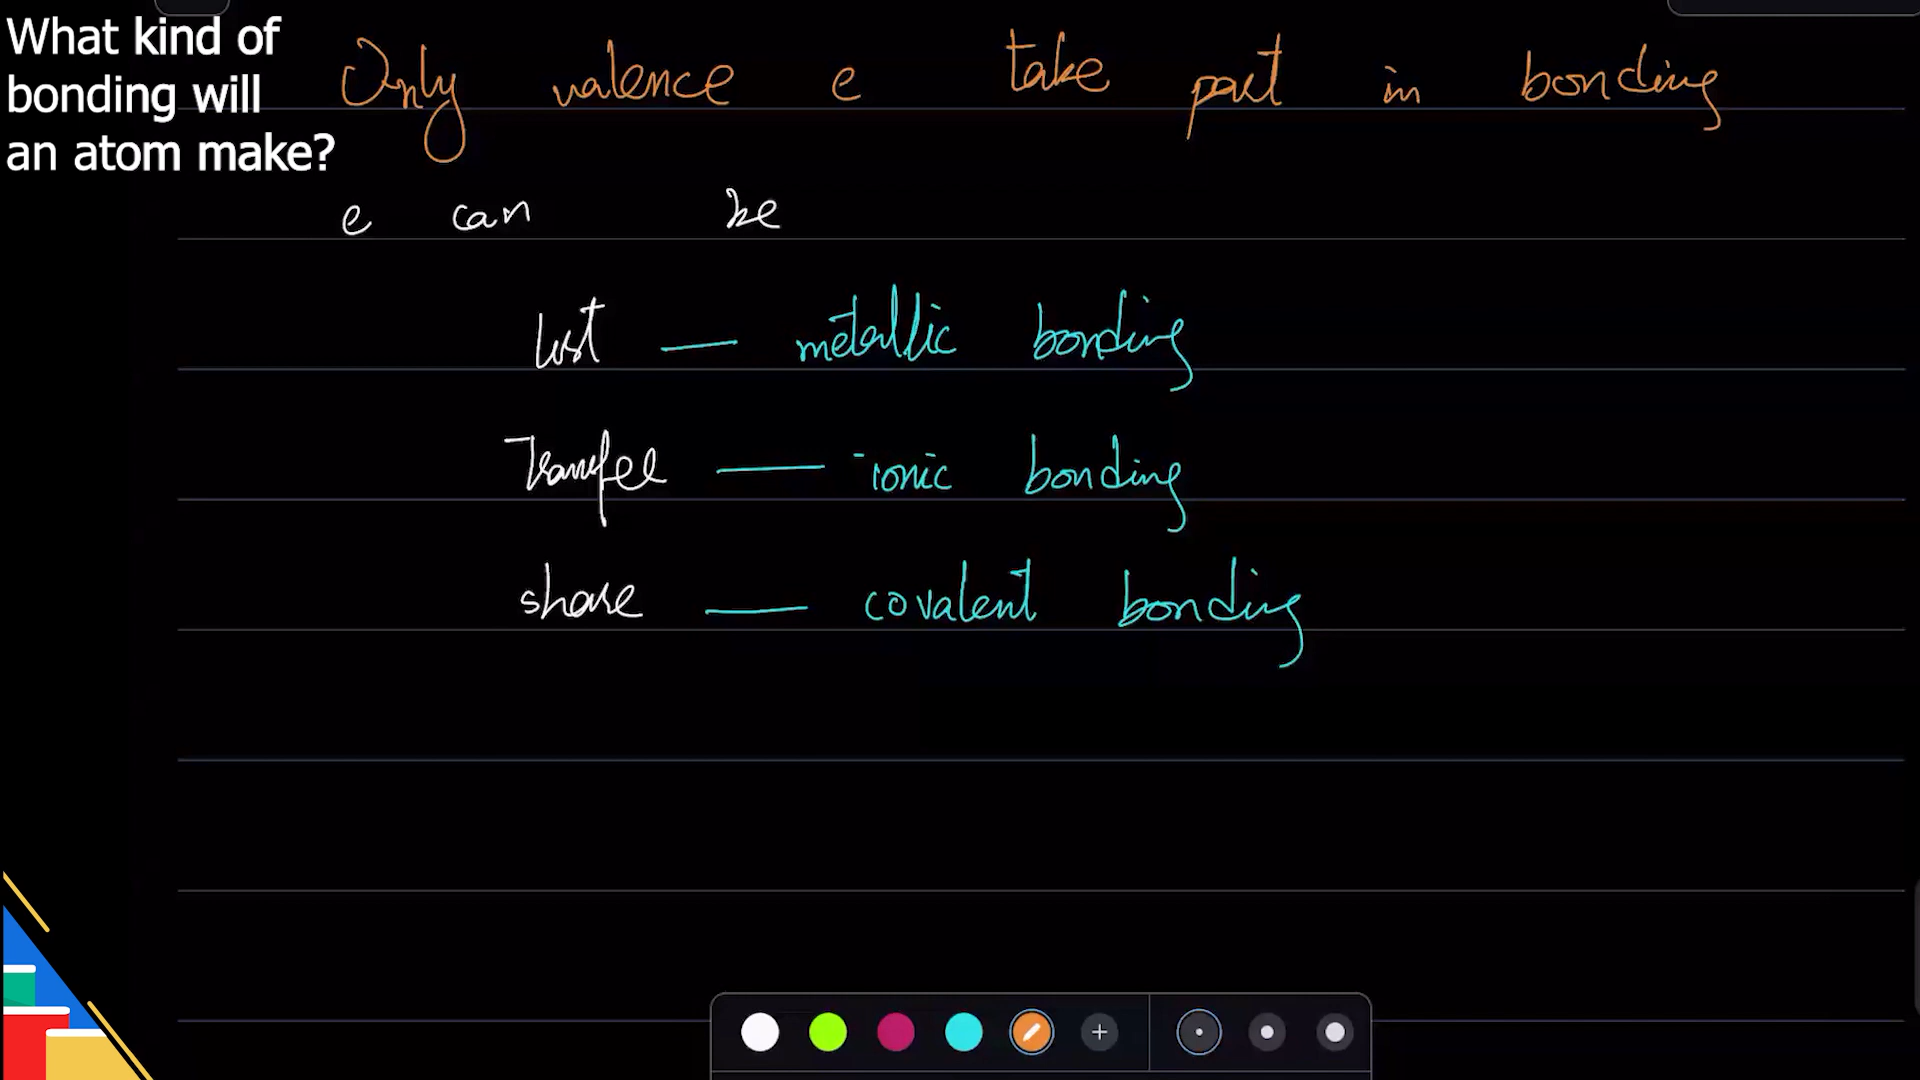 What kind of
bonding will
an atom make?
Only valence e take part in bonding
e can be
lost — metallic bonding
Transfer — ionic bonding
share — covalent bonding